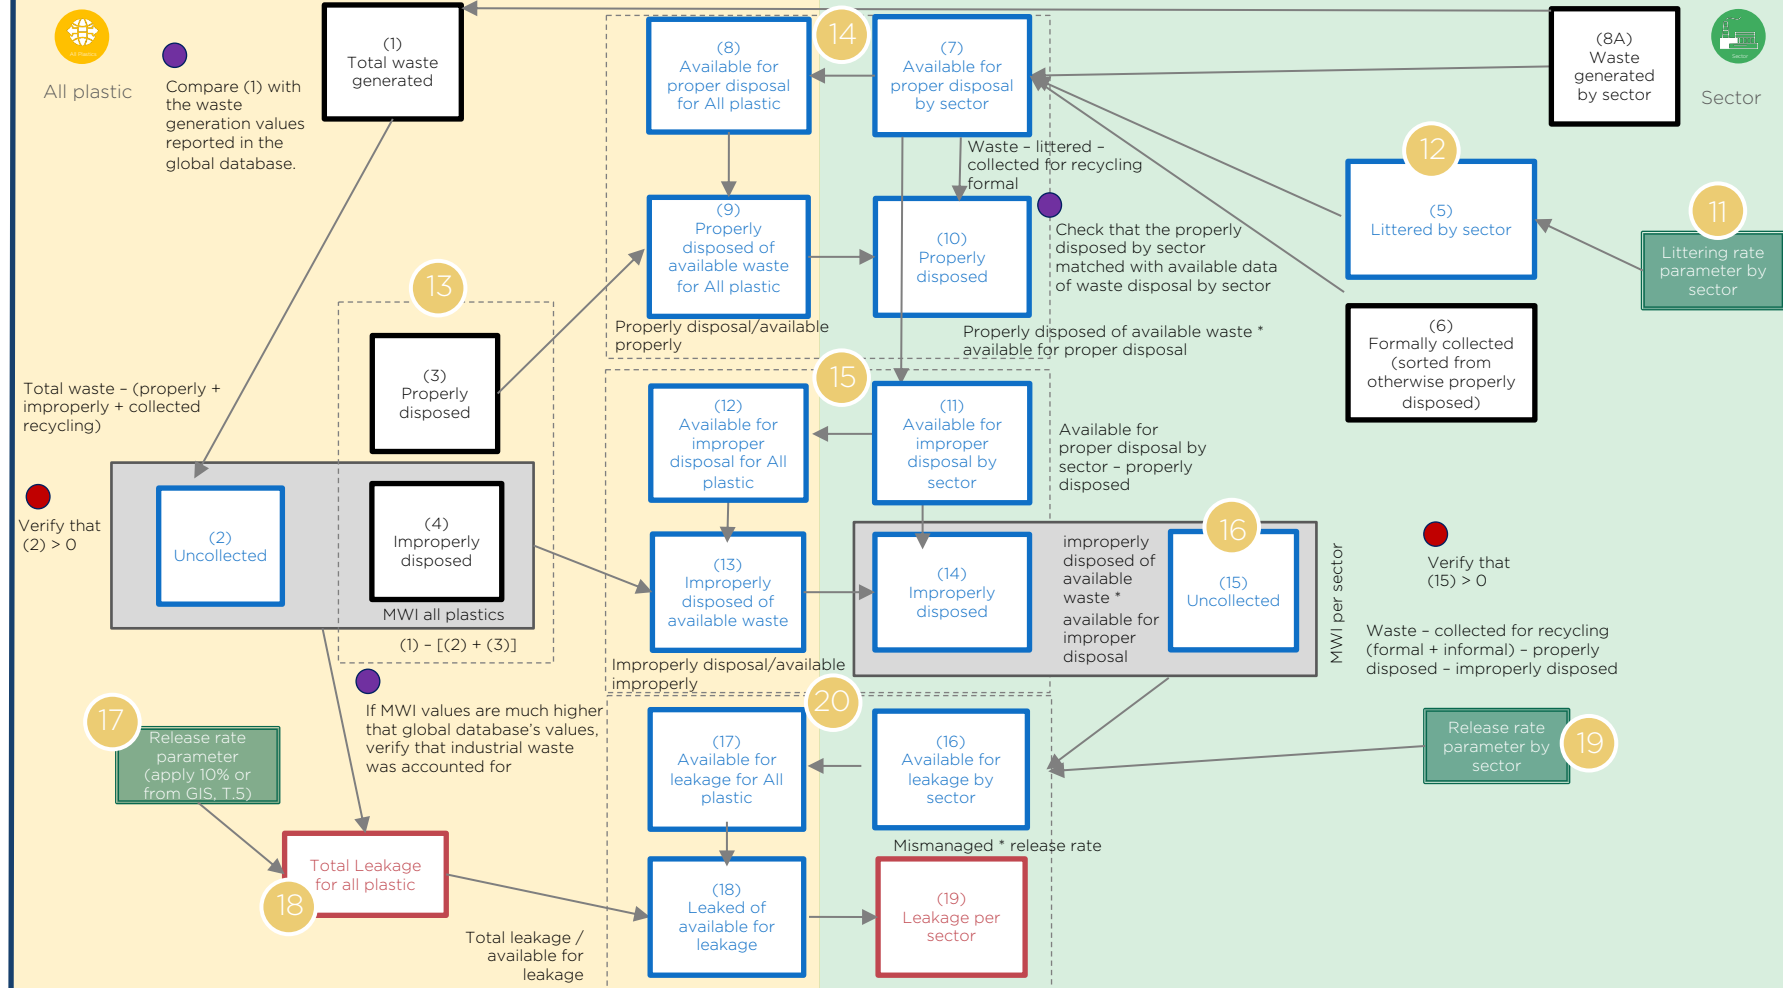 All plastic
Compare (1) with
the waste
generation values
reported in the
global database.
(1)
Total waste
generated
14
(8)
Available for
proper disposal
for All plastic
(7)
Available for
proper disposal
by sector
(8A)
Waste
generated
by sector
Sector
Sector
Waste – littered –
collected for recycling
formal
12
(5)
Littered by sector
11
Littering rate
parameter by
sector
(9)
Properly
disposed of
available waste
for All plastic
(10)
Properly
disposed
Check that the properly
disposed by sector
matched with available data
of waste disposal by sector
13
Properly disposal/available
properly
Properly disposed of available waste *
available for proper disposal
(6)
Formally collected
(sorted from
otherwise properly
disposed)
(3)
Properly
disposed
Total waste – (properly +
improperly + collected
recycling)
15
(12)
Available for
improper
disposal for All
plastic
(11)
Available for
improper
disposal by
sector
Available for
proper disposal by
sector – properly
disposed
Verify that
(2) > 0
(2)
Uncollected
(4)
Improperly
disposed
MWI all plastics
(1) – [(2) + (3)]
(13)
Improperly
disposed of
available waste
(14)
Improperly
disposed
improperly
disposed of
available
waste *
available for
improper
disposal
16
(15)
Uncollected
MWI per sector
Verify that
(15) > 0
Waste – collected for recycling
(formal + informal) – properly
disposed – improperly disposed
Improperly disposal/available
improperly
20
17
Release rate
parameter
(apply 10% or
from GIS, T.5)
If MWI values are much higher
that global database's values,
verify that industrial waste
was accounted for
(17)
Available for
leakage for All
plastic
(16)
Available for
leakage by
sector
Release rate
parameter by
sector
19
Mismanaged * release rate
Total Leakage
for all plastic
18
(18)
Leaked of
available for
leakage
(19)
Leakage per
sector
Total leakage /
available for
leakage